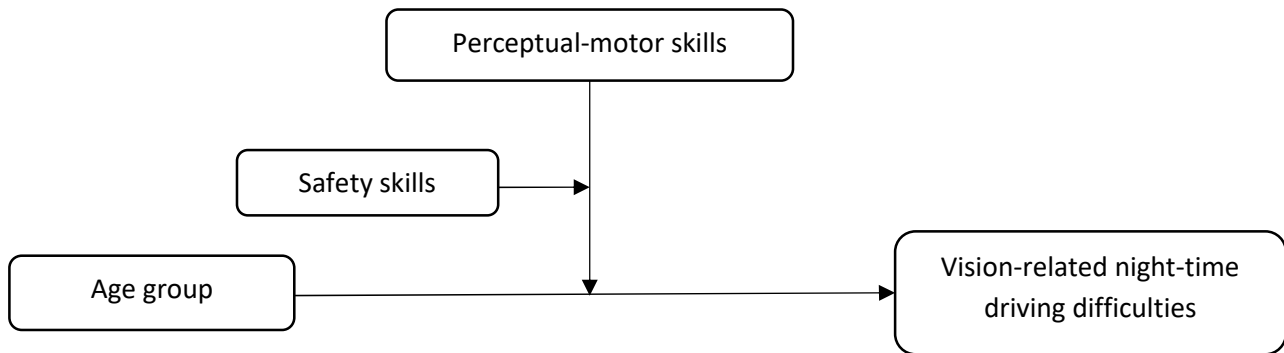 Perceptual-motor skills
Safety skills
Age group
Vision-related night-time
driving difficulties